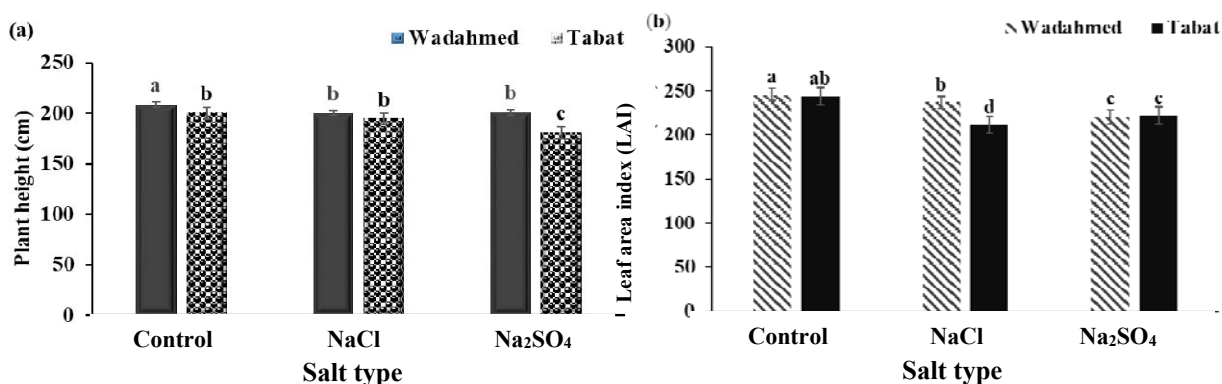 (a)
Wadahmed Tabat
Plant height (cm)
250
200
150
100
50
0
a b b b b c
Control NaCl Na₂SO₄
Salt type
(b)
Wadahmed Tabat
Leaf area index (LAI)
300
250
200
150
100
50
0
a ab b d c c
Control NaCl Na₂SO₄
Salt type